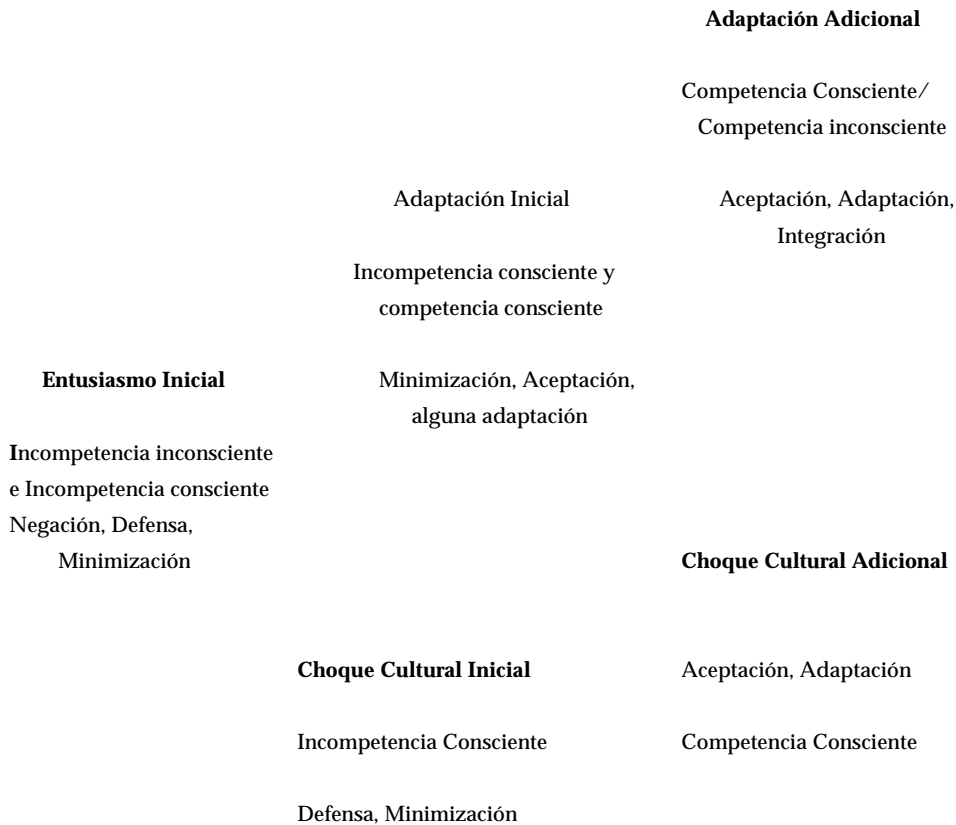 Adaptación Adicional
Competencia Consciente/
Competencia inconsciente
Aceptación, Adaptación,
Integración
Adaptación Inicial
Incompetencia consciente y
competencia consciente
Minimización, Aceptación,
alguna adaptación
Entusiasmo Inicial
Incompetencia inconsciente
e Incompetencia consciente
Negación, Defensa,
Minimización
Choque Cultural Adicional
Aceptación, Adaptación
Competencia Consciente
Choque Cultural Inicial
Incompetencia Consciente
Defensa, Minimización